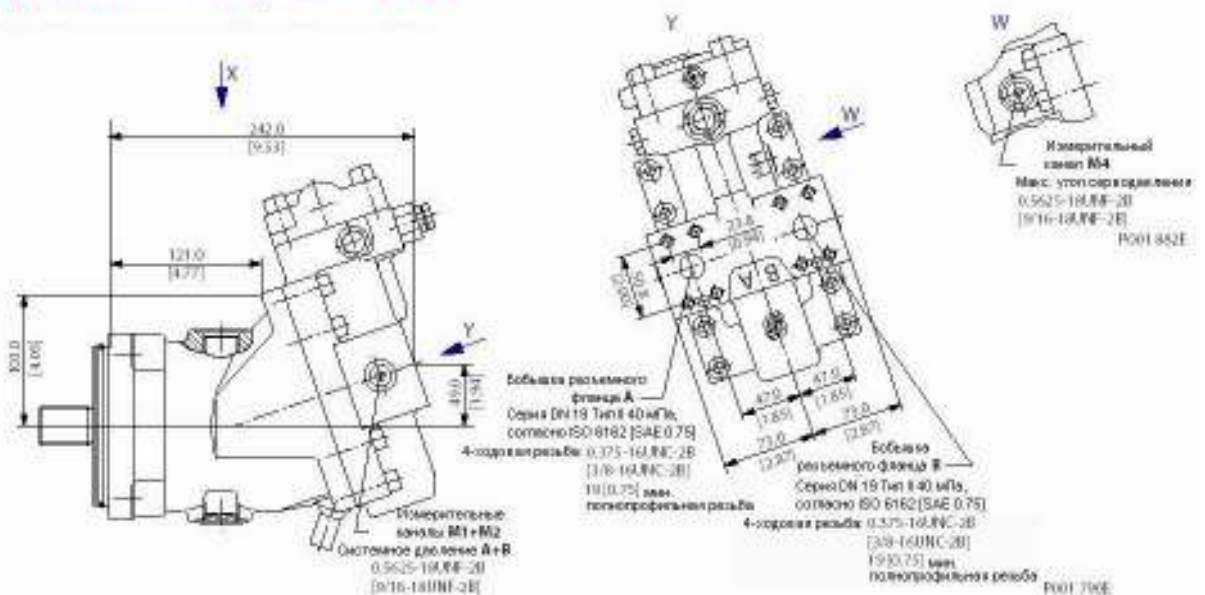 X
242.0
[9.53]
121.0
[4.77]
[4.05]
Y
49.0
[1.94]
Измерительные
каналы M1+M2
Системное давление A+B
0.5625-18UNF-2B
[9/16-18UNF-2B]
Y
W
23.8
[0.94]
50.8
[2.00]
B A
47.0
[1.85]
47.0
[1.85]
73.0
[2.87]
73.0
[2.87]
Бобышка разъемного
фланца A
Серия DN 19 Тип II 40 мПа,
согласно ISO 6162 [SAE 0.75]
4-ходовая резьба: 0.375-16UNC-2B
[3/8-16UNC-2B]
19 [0.75] мин.
полнопрофильная резьба
Бобышка
разъемного фланца B
Серия DN 19 Тип II 40 мПа,
согласно ISO 6162 [SAE 0.75]
4-ходовая резьба: 0.375-16UNC-2B
[3/8-16UNC-2B]
19 [0.75] мин.
полнопрофильная резьба
P001 790E
W
Измерительный
канал M4
Макс. угол серводавления
0.5625-18UNF-2B
[9/16-18UNF-2B]
P001 882E